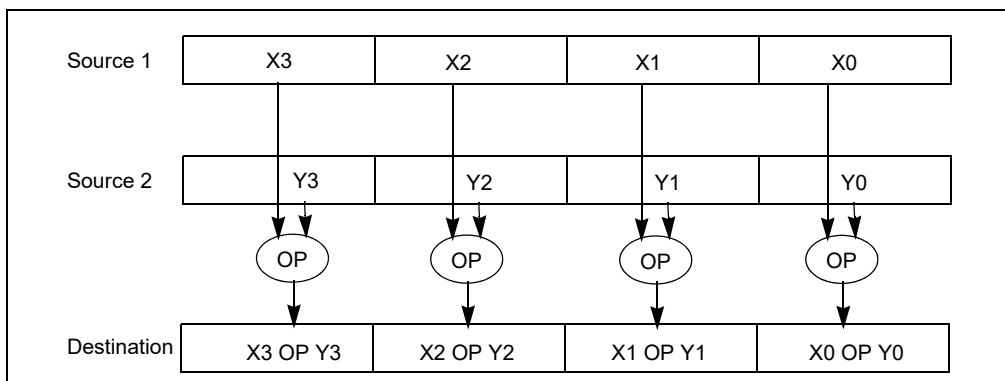 Source 1 X3 X2 X1 X0
Source 2 Y3 Y2 Y1 Y0
OP OP OP OP
Destination X3 OP Y3 X2 OP Y2 X1 OP Y1 X0 OP Y0